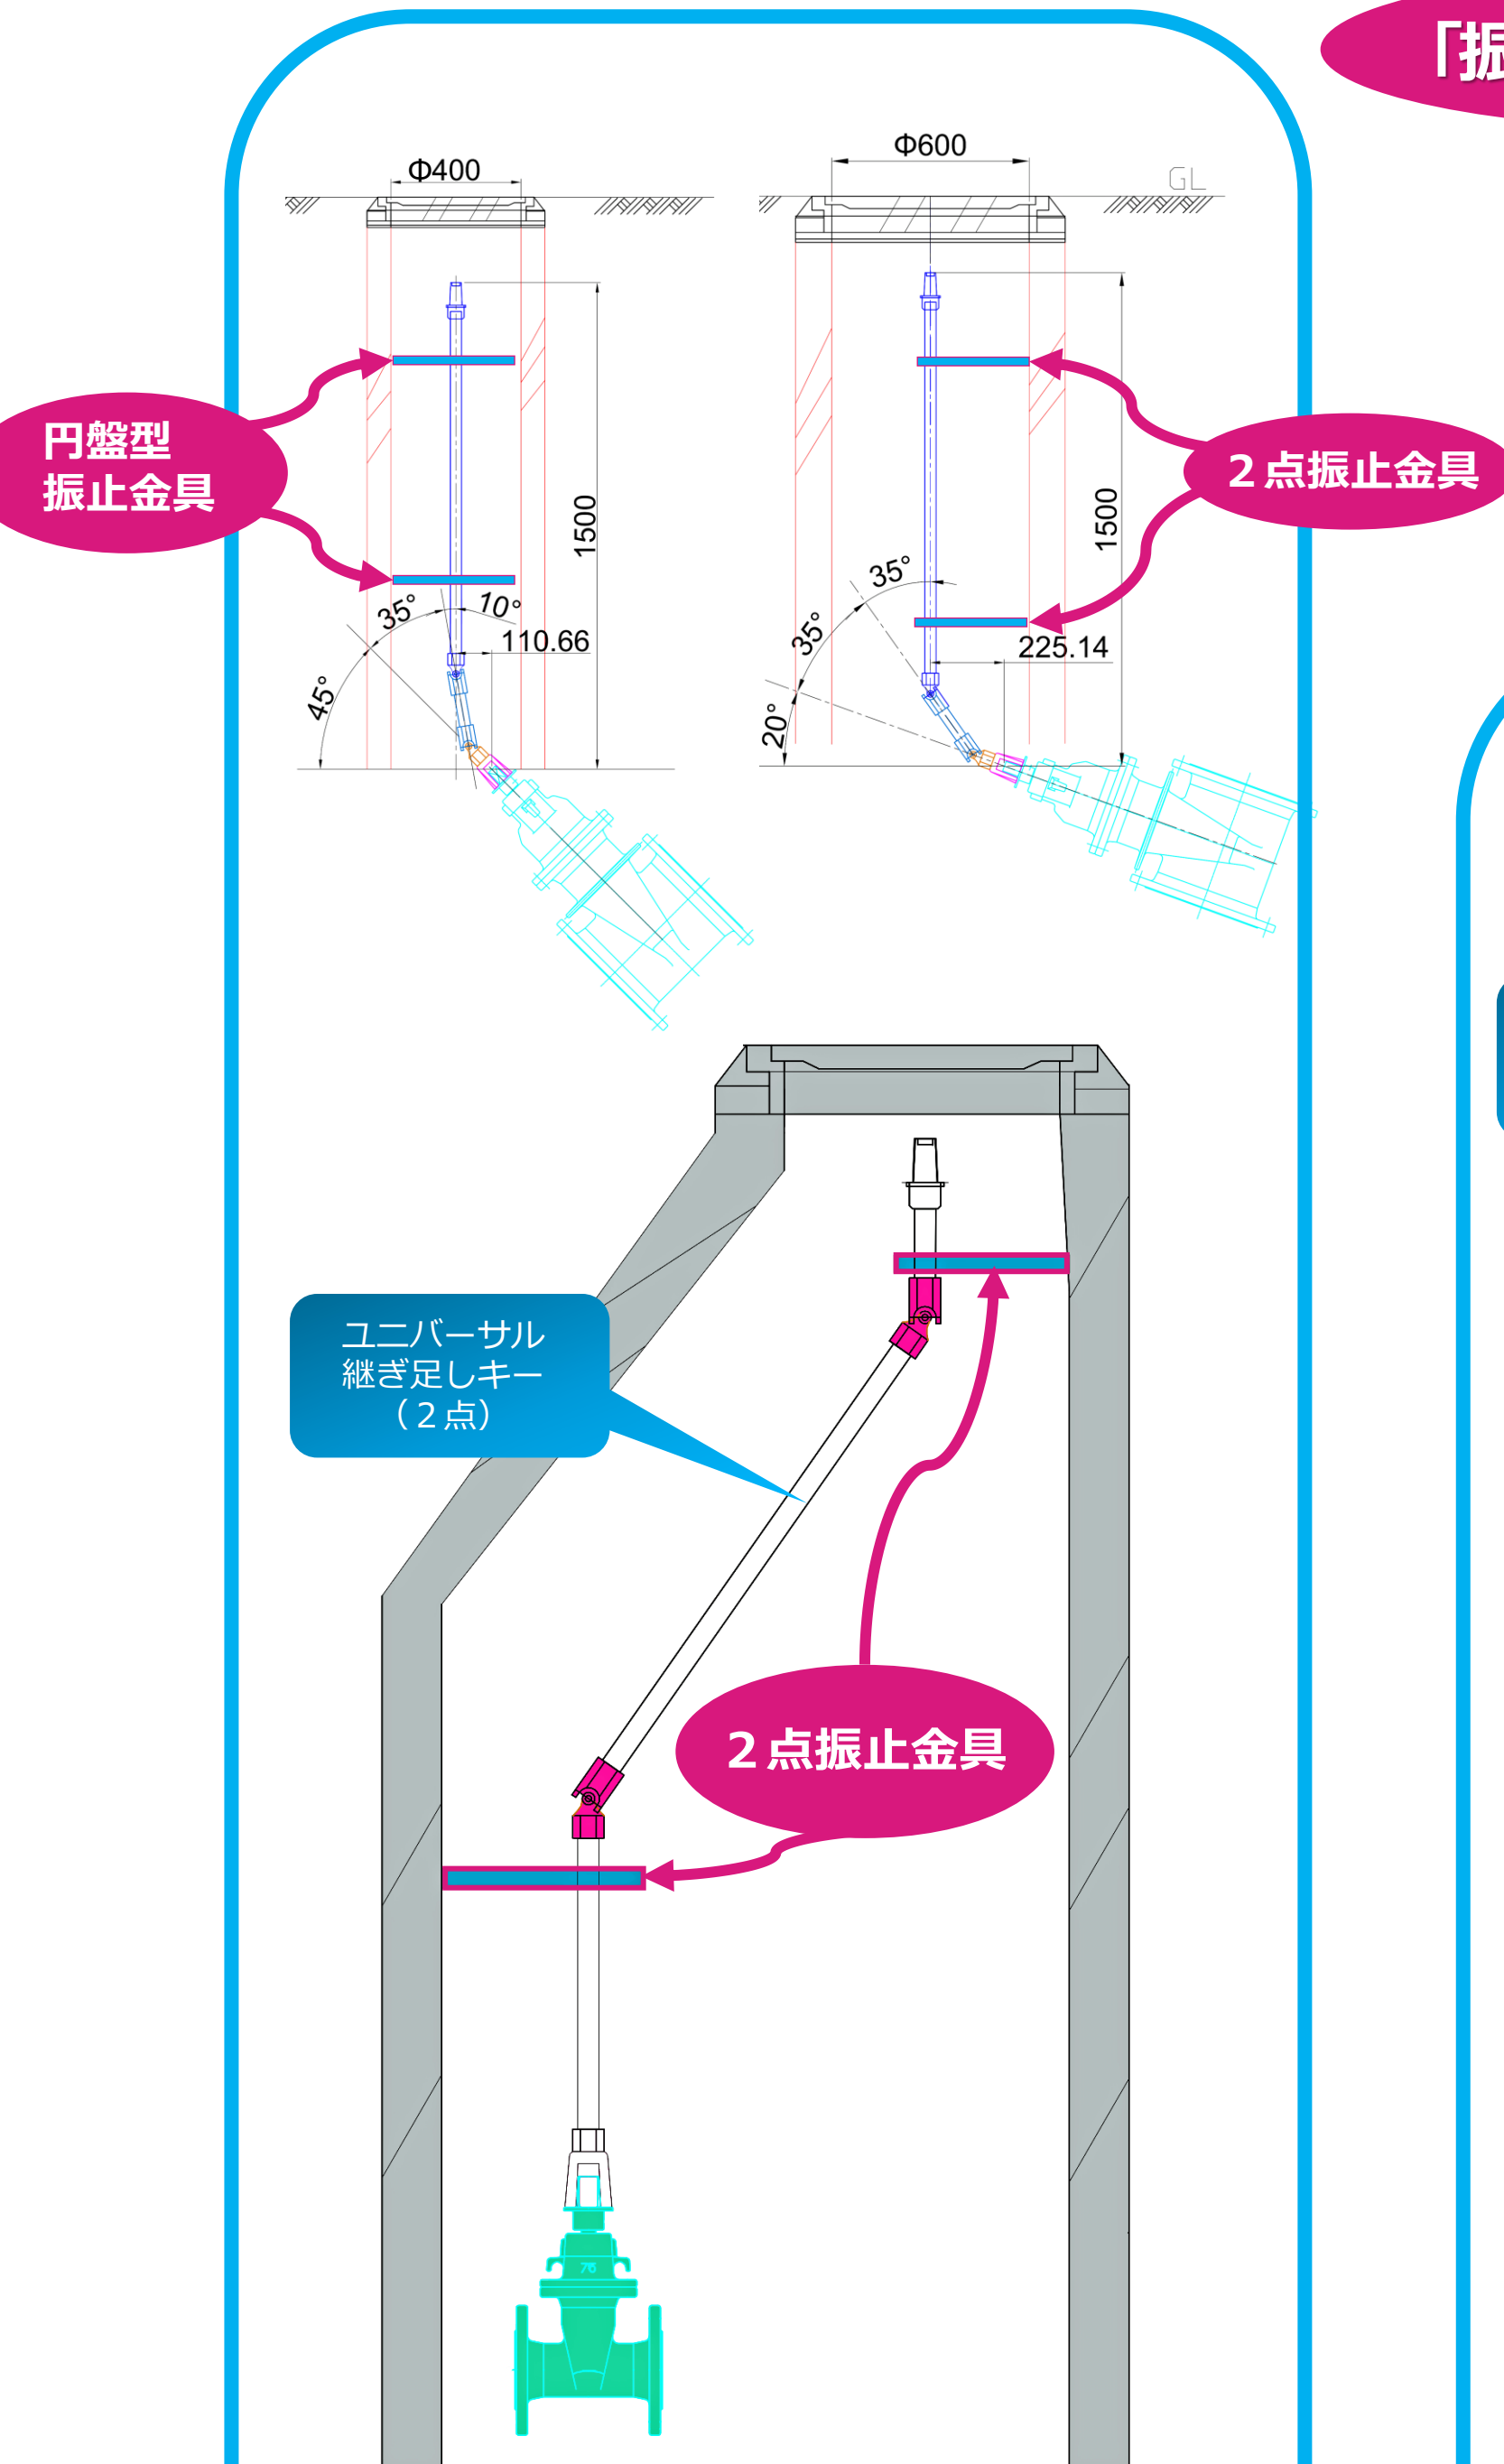 「振
Φ400
Φ600
GL
円盤型
振止金具
２点振止金具
1500
1500
35°
10°
110.66
45°
35°
35°
225.14
20°
ユニバーサル
継ぎ足しキー
（２点）
２点振止金具
75